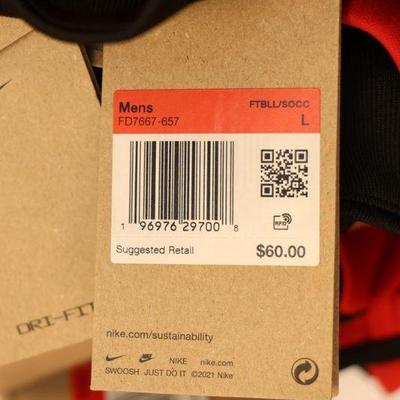 Mens FTBLL/SOCC
FD7667-657 L
1 96976 29700 8
RFID
Suggested Retail $60.00
DRI-FIT
nike.com/sustainability
NIKE nike.com
SWOOSH JUST DO IT ©2021 Nike